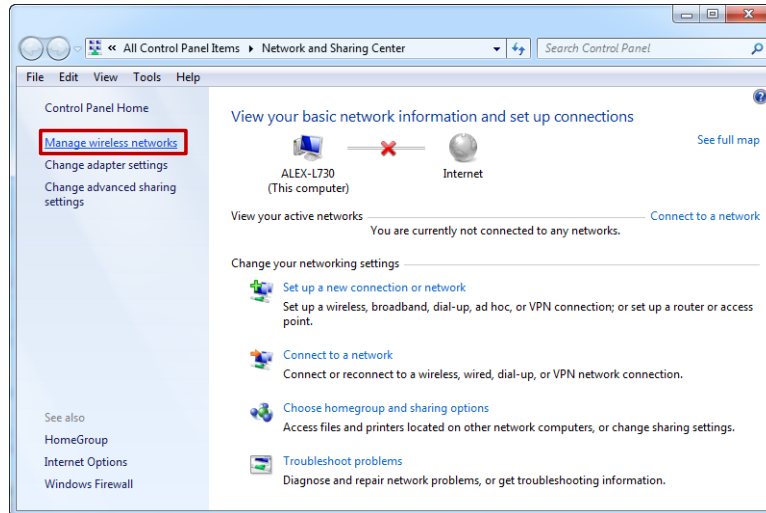 « All Control Panel Items ▸ Network and Sharing Center
Search Control Panel
File Edit View Tools Help
Control Panel Home
Manage wireless networks
Change adapter settings
Change advanced sharing
settings
See also
HomeGroup
Internet Options
Windows Firewall
View your basic network information and set up connections
See full map
ALEX-L730
(This computer)
Internet
View your active networks
Connect to a network
You are currently not connected to any networks.
Change your networking settings
Set up a new connection or network
Set up a wireless, broadband, dial-up, ad hoc, or VPN connection; or set up a router or access
point.
Connect to a network
Connect or reconnect to a wireless, wired, dial-up, or VPN network connection.
Choose homegroup and sharing options
Access files and printers located on other network computers, or change sharing settings.
Troubleshoot problems
Diagnose and repair network problems, or get troubleshooting information.